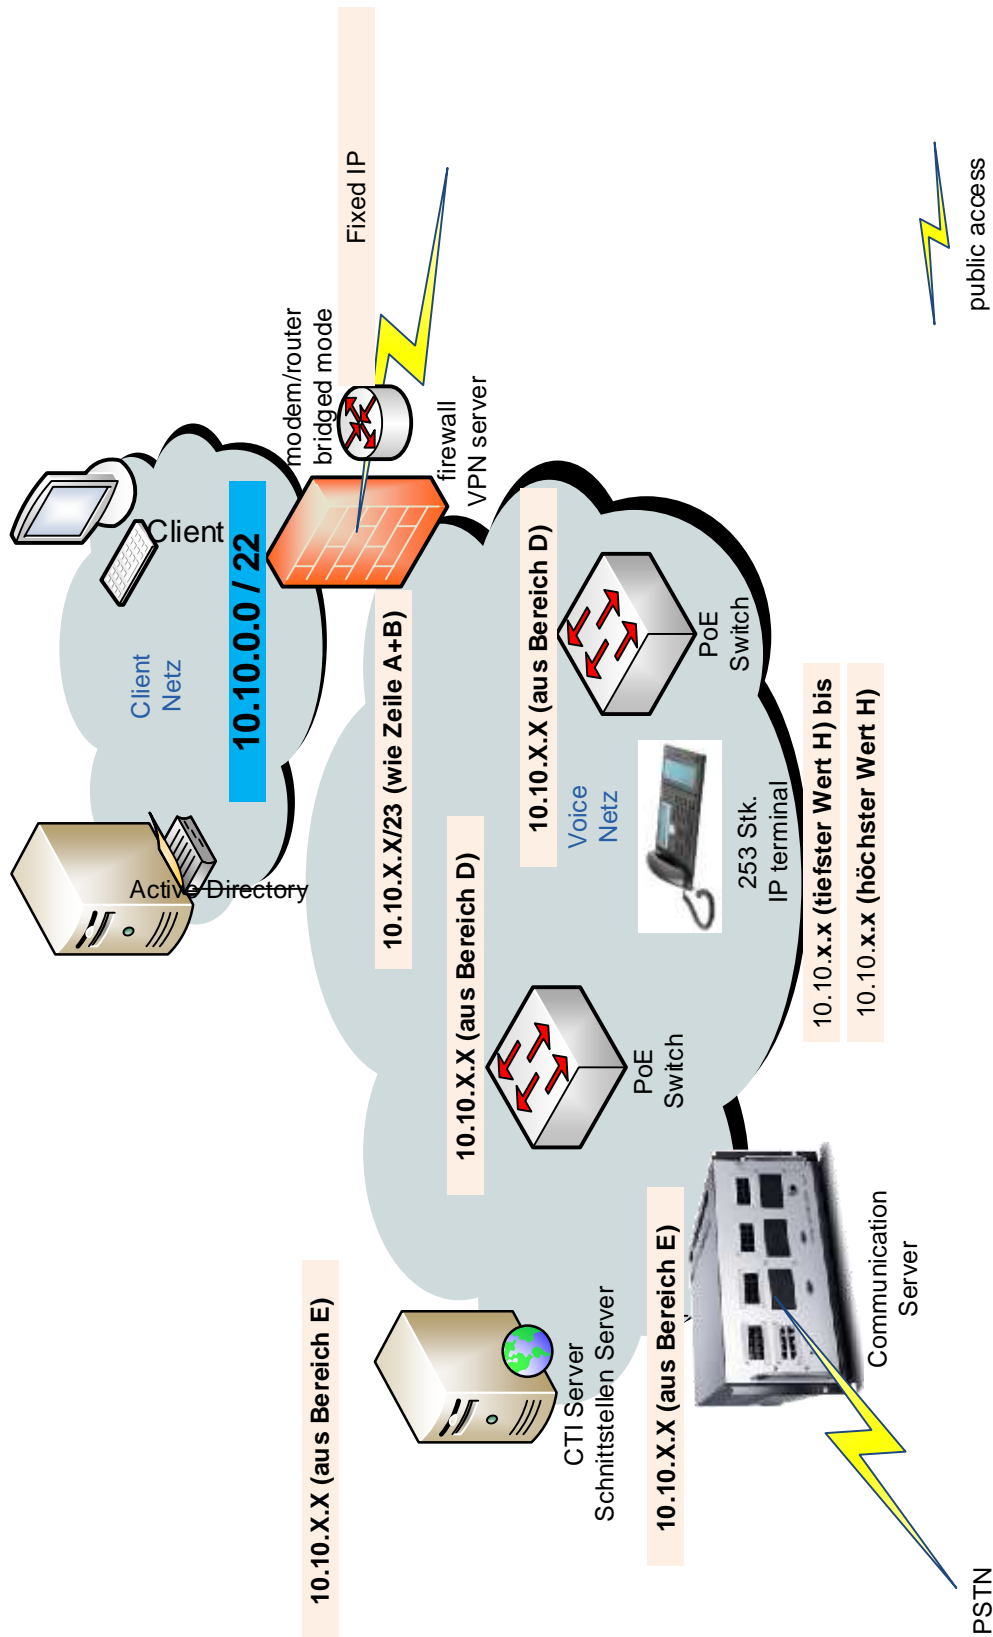 Active Directory
Client
Netz
Client
10.10.0.0 / 22
modem/router
bridged mode
Fixed IP
firewall
VPN server
10.10.X.X (aus Bereich E)
10.10.X.X/23 (wie Zeile A+B)
10.10.X.X (aus Bereich D)
10.10.X.X (aus Bereich D)
CTI Server
Schnittstellen Server
PoE
Switch
Voice
Netz
PoE
Switch
253 Stk.
IP terminal
10.10.X.X (aus Bereich E)
10.10.x.x (tiefster Wert H) bis
10.10.x.x (höchster Wert H)
Communication
Server
PSTN
public access